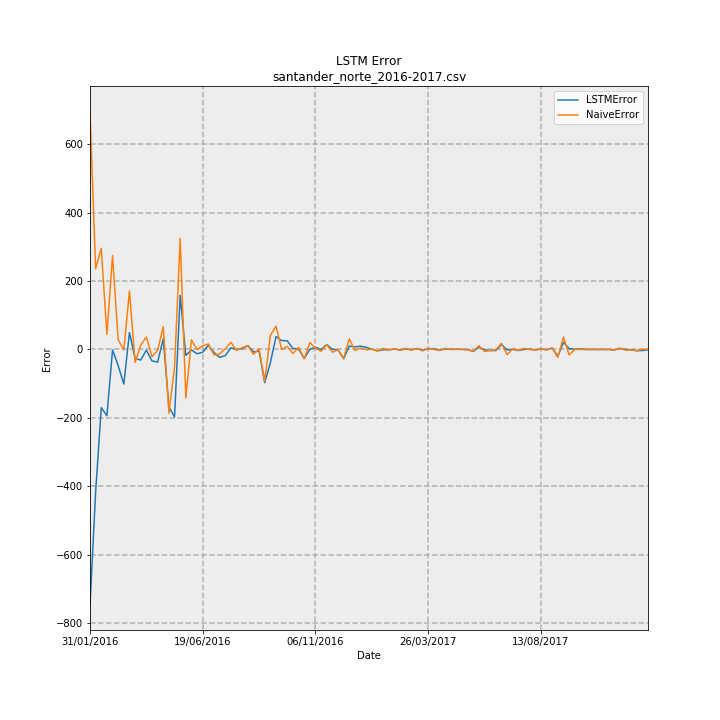 LSTM Error
santander_norte_2016-2017.csv
LSTMError
NaiveError
600
400
200
0
−200
−400
−600
−800
Error
31/01/2016
19/06/2016
06/11/2016
26/03/2017
13/08/2017
Date